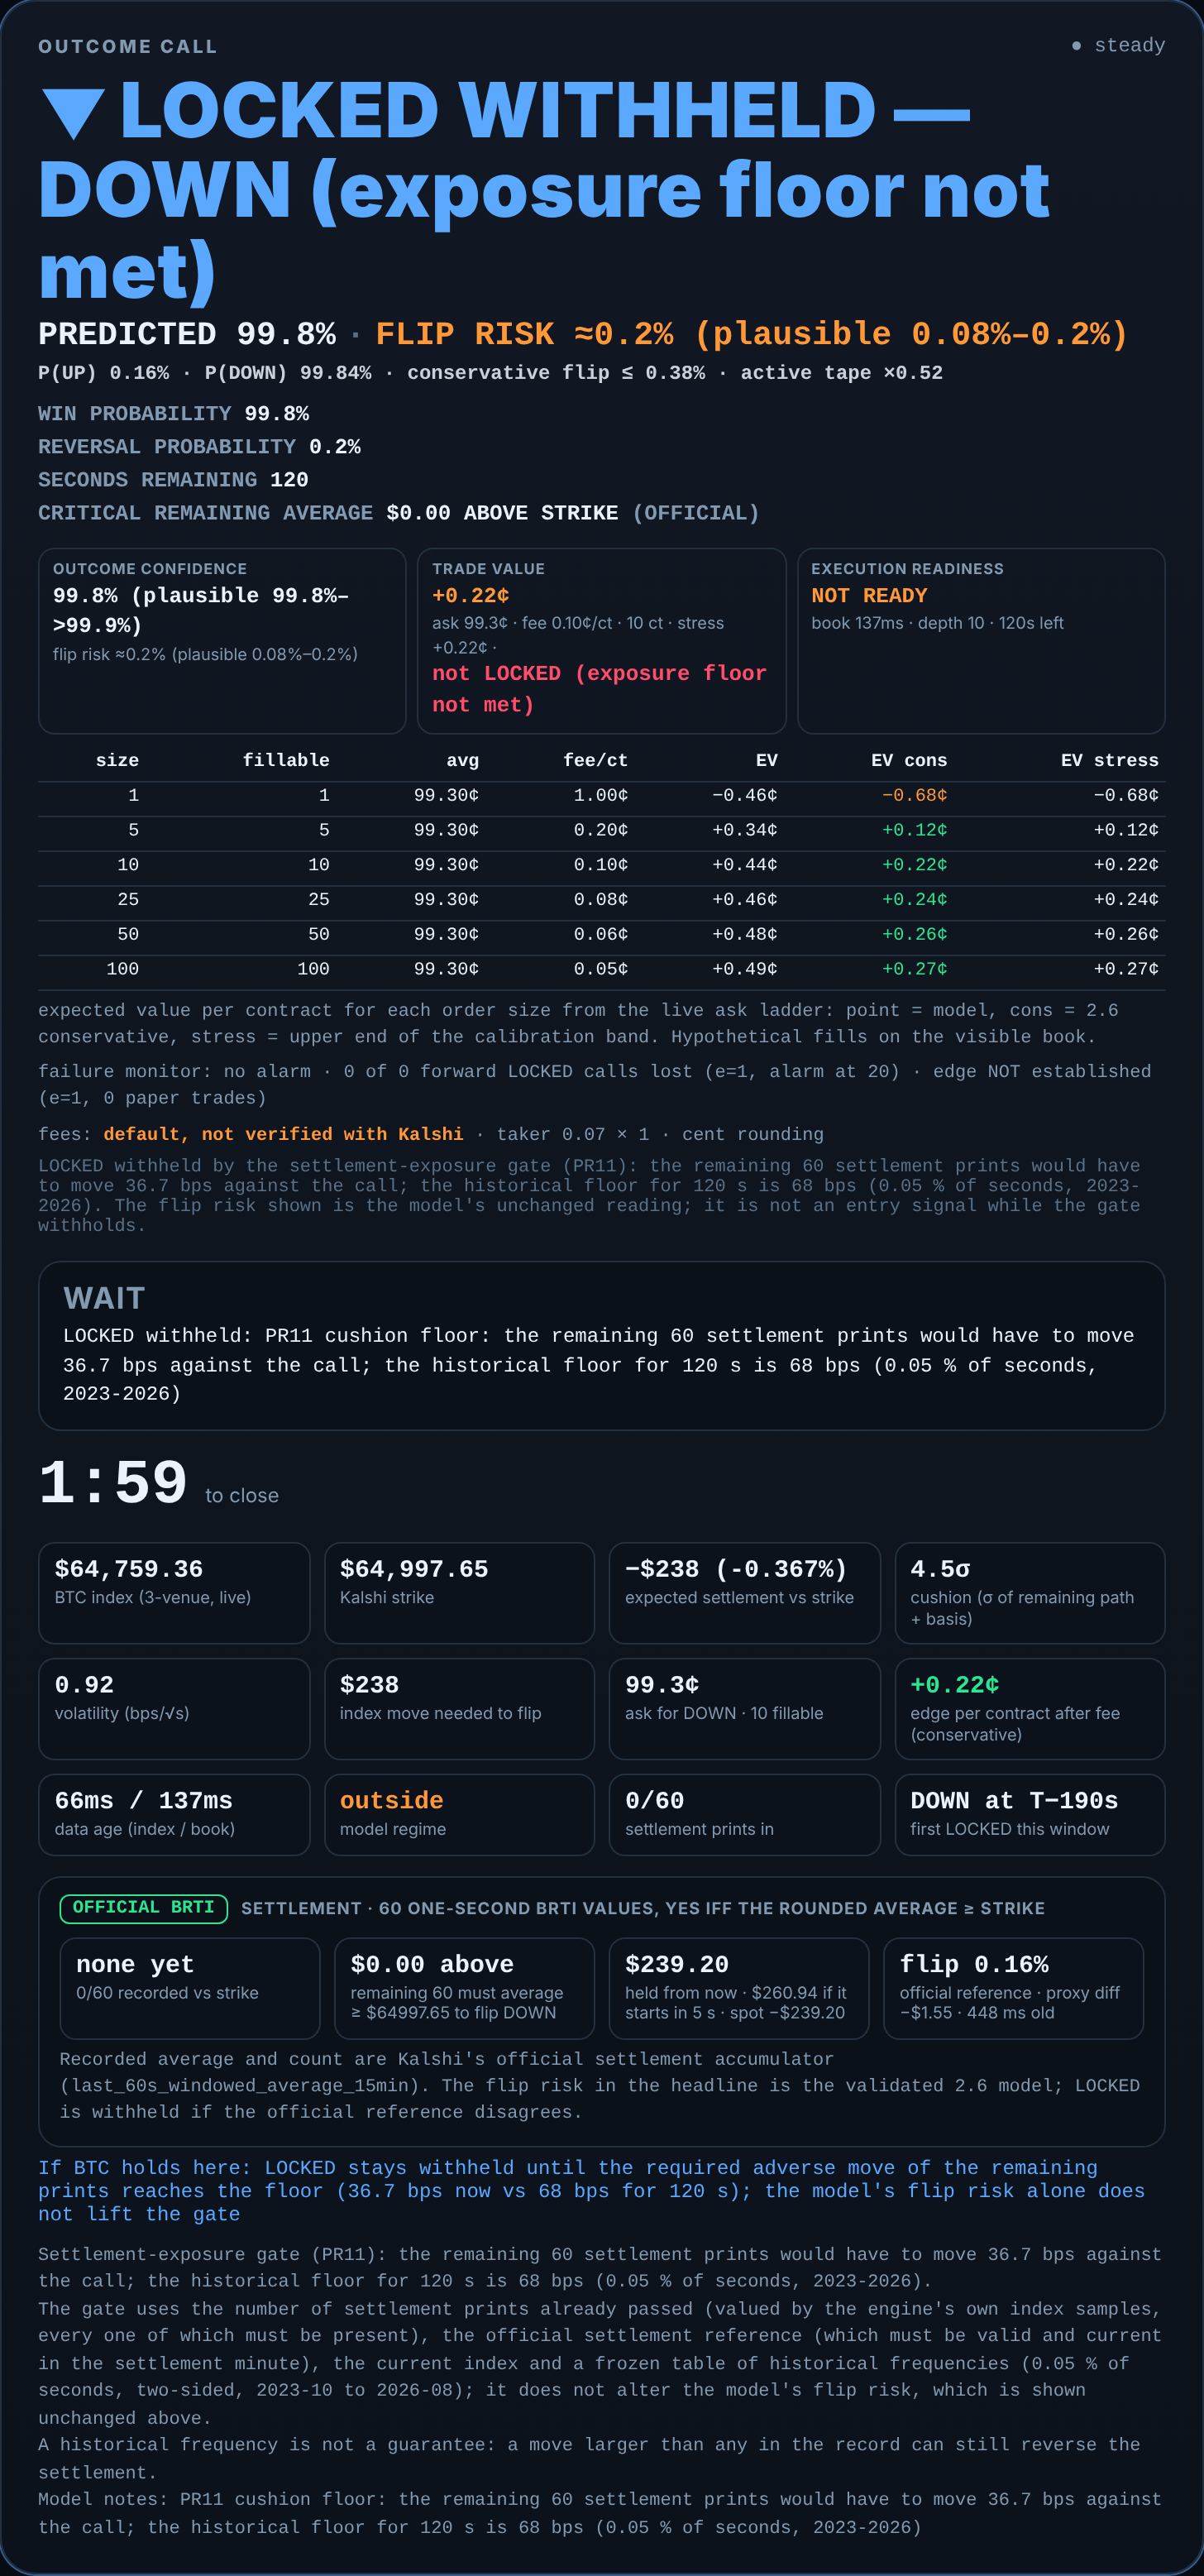 OUTCOME CALL
● steady
▼LOCKED WITHHELD —
DOWN (exposure floor not
met)
PREDICTED 99.8% · FLIP RISK ≈0.2% (plausible 0.08%–0.2%)
P(UP) 0.16% · P(DOWN) 99.84% · conservative flip ≤ 0.38% · active tape ×0.52
WIN PROBABILITY 99.8%
REVERSAL PROBABILITY 0.2%
SECONDS REMAINING 120
CRITICAL REMAINING AVERAGE $0.00 ABOVE STRIKE (OFFICIAL)
OUTCOME CONFIDENCE
99.8% (plausible 99.8%–
>99.9%)
flip risk ≈0.2% (plausible 0.08%–0.2%)
TRADE VALUE
+0.22¢
ask 99.3¢ · fee 0.10¢/ct · 10 ct · stress
+0.22¢ ·
not LOCKED (exposure floor
not met)
EXECUTION READINESS
NOT READY
book 137ms · depth 10 · 120s left
size fillable avg fee/ct EV EV cons EV stress
1 1 99.30¢ 1.00¢ −0.46¢ −0.68¢ −0.68¢
5 5 99.30¢ 0.20¢ +0.34¢ +0.12¢ +0.12¢
10 10 99.30¢ 0.10¢ +0.44¢ +0.22¢ +0.22¢
25 25 99.30¢ 0.08¢ +0.46¢ +0.24¢ +0.24¢
50 50 99.30¢ 0.06¢ +0.48¢ +0.26¢ +0.26¢
100 100 99.30¢ 0.05¢ +0.49¢ +0.27¢ +0.27¢
expected value per contract for each order size from the live ask ladder: point = model, cons = 2.6
conservative, stress = upper end of the calibration band. Hypothetical fills on the visible book.
failure monitor: no alarm · 0 of 0 forward LOCKED calls lost (e=1, alarm at 20) · edge NOT established
(e=1, 0 paper trades)
fees: default, not verified with Kalshi · taker 0.07 × 1 · cent rounding
LOCKED withheld by the settlement-exposure gate (PR11): the remaining 60 settlement prints would have
to move 36.7 bps against the call; the historical floor for 120 s is 68 bps (0.05 % of seconds, 2023-
2026). The flip risk shown is the model's unchanged reading; it is not an entry signal while the gate
withholds.
WAIT
LOCKED withheld: PR11 cushion floor: the remaining 60 settlement prints would have to move
36.7 bps against the call; the historical floor for 120 s is 68 bps (0.05 % of seconds,
2023-2026)
1:59 to close
$64,759.36
BTC index (3-venue, live)
$64,997.65
Kalshi strike
−$238 (-0.367%)
expected settlement vs strike
4.5σ
cushion (σ of remaining path
+ basis)
0.92
volatility (bps/√s)
$238
index move needed to flip
99.3¢
ask for DOWN · 10 fillable
+0.22¢
edge per contract after fee
(conservative)
66ms / 137ms
data age (index / book)
outside
model regime
0/60
settlement prints in
DOWN at T−190s
first LOCKED this window
OFFICIAL BRTI SETTLEMENT · 60 ONE-SECOND BRTI VALUES, YES IFF THE ROUNDED AVERAGE ≥ STRIKE
none yet
0/60 recorded vs strike
$0.00 above
remaining 60 must average
≥ $64997.65 to flip DOWN
$239.20
held from now · $260.94 if it
starts in 5 s · spot −$239.20
flip 0.16%
official reference · proxy diff
−$1.55 · 448 ms old
Recorded average and count are Kalshi's official settlement accumulator
(last_60s_windowed_average_15min). The flip risk in the headline is the validated 2.6 model; LOCKED
is withheld if the official reference disagrees.
If BTC holds here: LOCKED stays withheld until the required adverse move of the remaining
prints reaches the floor (36.7 bps now vs 68 bps for 120 s); the model's flip risk alone does
not lift the gate
Settlement-exposure gate (PR11): the remaining 60 settlement prints would have to move 36.7 bps against
the call; the historical floor for 120 s is 68 bps (0.05 % of seconds, 2023-2026).
The gate uses the number of settlement prints already passed (valued by the engine's own index samples,
every one of which must be present), the official settlement reference (which must be valid and current
in the settlement minute), the current index and a frozen table of historical frequencies (0.05 % of
seconds, two-sided, 2023-10 to 2026-08); it does not alter the model's flip risk, which is shown
unchanged above.
A historical frequency is not a guarantee: a move larger than any in the record can still reverse the
settlement.
Model notes: PR11 cushion floor: the remaining 60 settlement prints would have to move 36.7 bps against
the call; the historical floor for 120 s is 68 bps (0.05 % of seconds, 2023-2026)